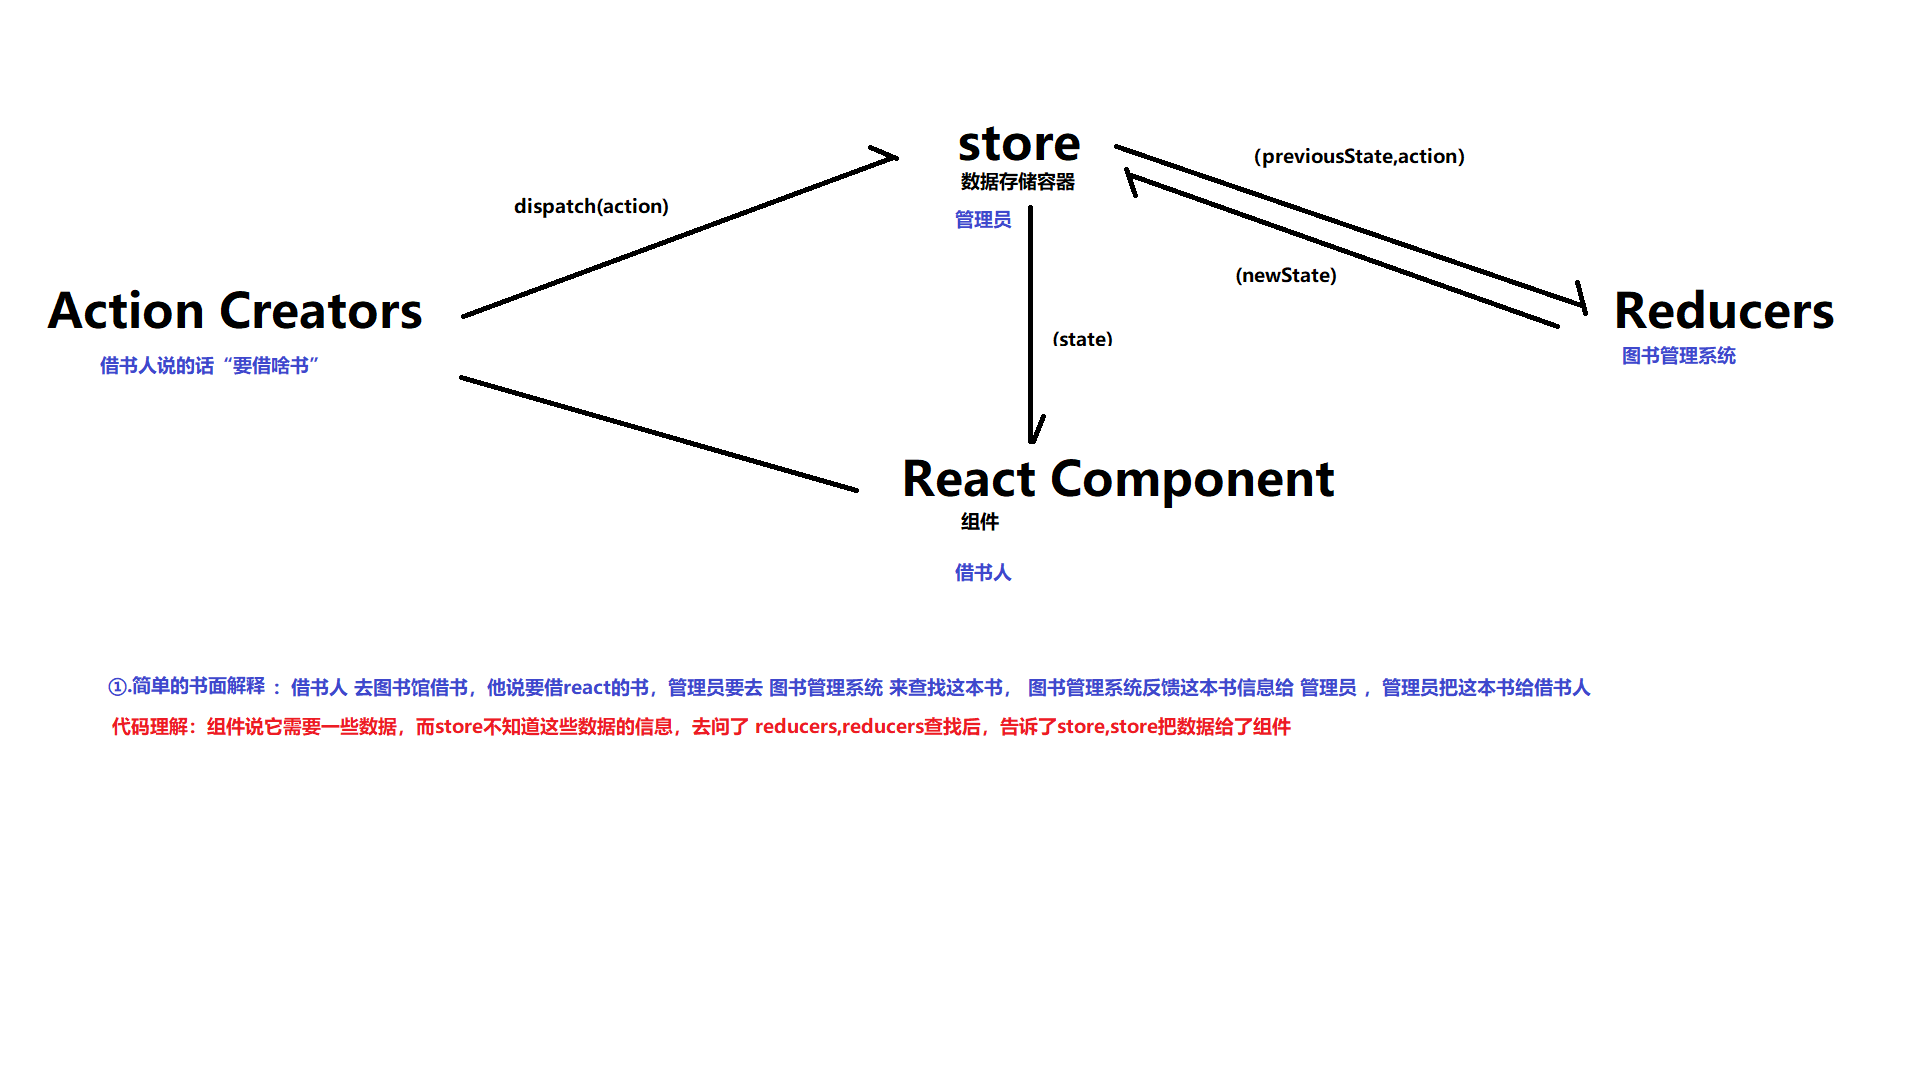 store
数据存储容器
管理员
(previousState,action)
dispatch(action)
(newState)
Action Creators
借书人说的话“要借啥书”
Reducers
图书管理系统
(state)
React Component
组件
借书人
①.简单的书面解释 ：借书人 去图书馆借书，他说要借react的书，管理员要去 图书管理系统 来查找这本书， 图书管理系统反馈这本书信息给 管理员 ，管理员把这本书给借书人
代码理解：组件说它需要一些数据，而store不知道这些数据的信息，去问了 reducers,reducers查找后，告诉了store,store把数据给了组件